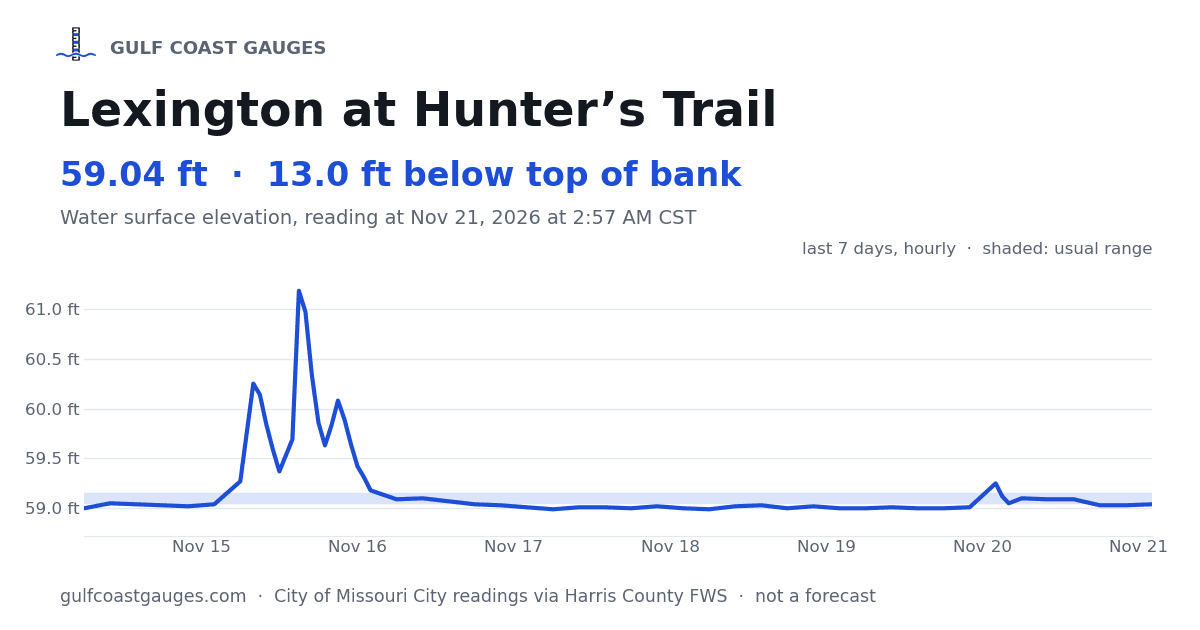 GULF COAST GAUGES
Lexington at Hunter’s Trail
59.04 ft · 13.0 ft below top of bank
Water surface elevation, reading at Nov 21, 2026 at 2:57 AM CST
last 7 days, hourly · shaded: usual range
61.0 ft
60.5 ft
60.0 ft
59.5 ft
59.0 ft
Nov 15 Nov 16 Nov 17 Nov 18 Nov 19 Nov 20 Nov 21
gulfcoastgauges.com · City of Missouri City readings via Harris County FWS · not a forecast